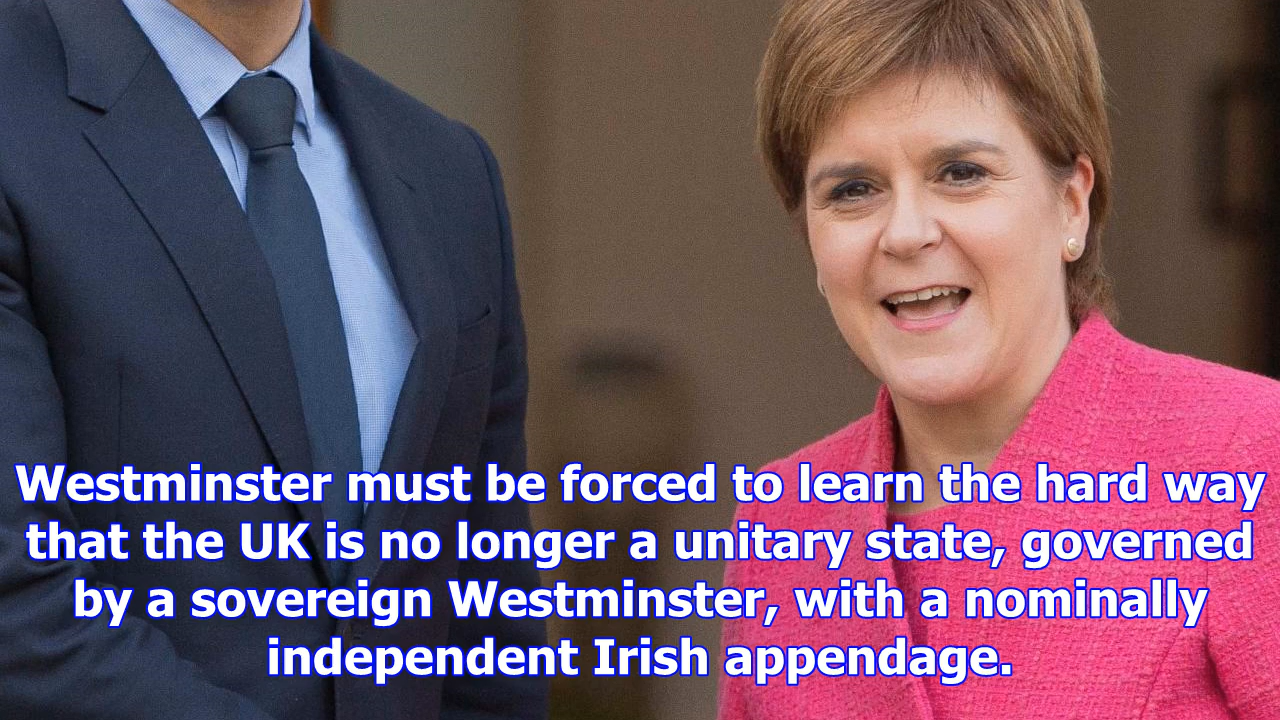 Westminster must be forced to learn the hard way
that the UK is no longer a unitary state, governed
by a sovereign Westminster, with a nominally
independent Irish appendage.